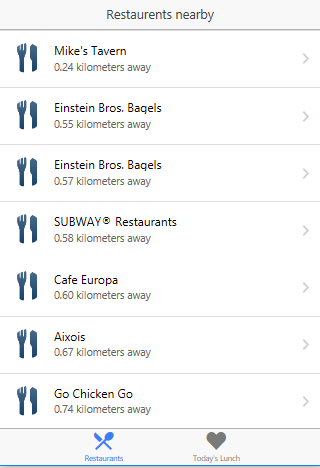 Restaurents nearby
Mike's Tavern
0.24 kilometers away
Einstein Bros. Bagels
0.55 kilometers away
Einstein Bros. Bagels
0.57 kilometers away
SUBWAY® Restaurants
0.58 kilometers away
Cafe Europa
0.60 kilometers away
Aixois
0.67 kilometers away
Go Chicken Go
0.74 kilometers away
Restaurants
Today's Lunch